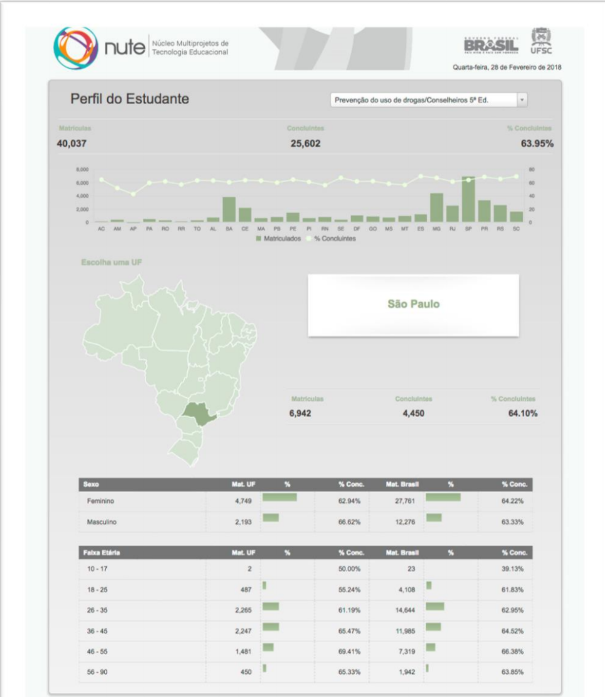 nute
Núcleo Multiprojetos de
Tecnologia Educacional
BRASIL
UFSC
Quarta-feira, 28 de Fevereiro de 2018
Perfil do Estudante
Prevenção do uso de drogas/Conselheiros 5ª Ed.
Matrículas Concluintes % Concluintes
40,037 25,602 63.95%
8,000 80
6,000 60
4,000 40
2,000 20
0 0
AC AM AP PA RO RR TO AL BA CE MA PB PE PI RN SE DF GO MS MT ES MG RJ SP PR RS SC
Matriculados % Concluintes
Escolha uma UF
São Paulo
Matrículas Concluintes % Concluintes
6,942 4,450 64.10%
Sexo Mat. UF % % Conc. Mat. Brasil % % Conc.
Feminino 4,749 62.94% 27,761 64.22%
Masculino 2,193 66.62% 12,276 63.33%
Faixa Etária Mat. UF % % Conc. Mat. Brasil % % Conc.
10 - 17 2 50.00% 23 39.13%
18 - 25 487 55.24% 4,108 61.83%
26 - 35 2,265 61.19% 14,644 62.95%
36 - 45 2,247 65.47% 11,985 64.52%
46 - 55 1,481 69.41% 7,319 66.38%
56 - 90 450 65.33% 1,942 63.85%